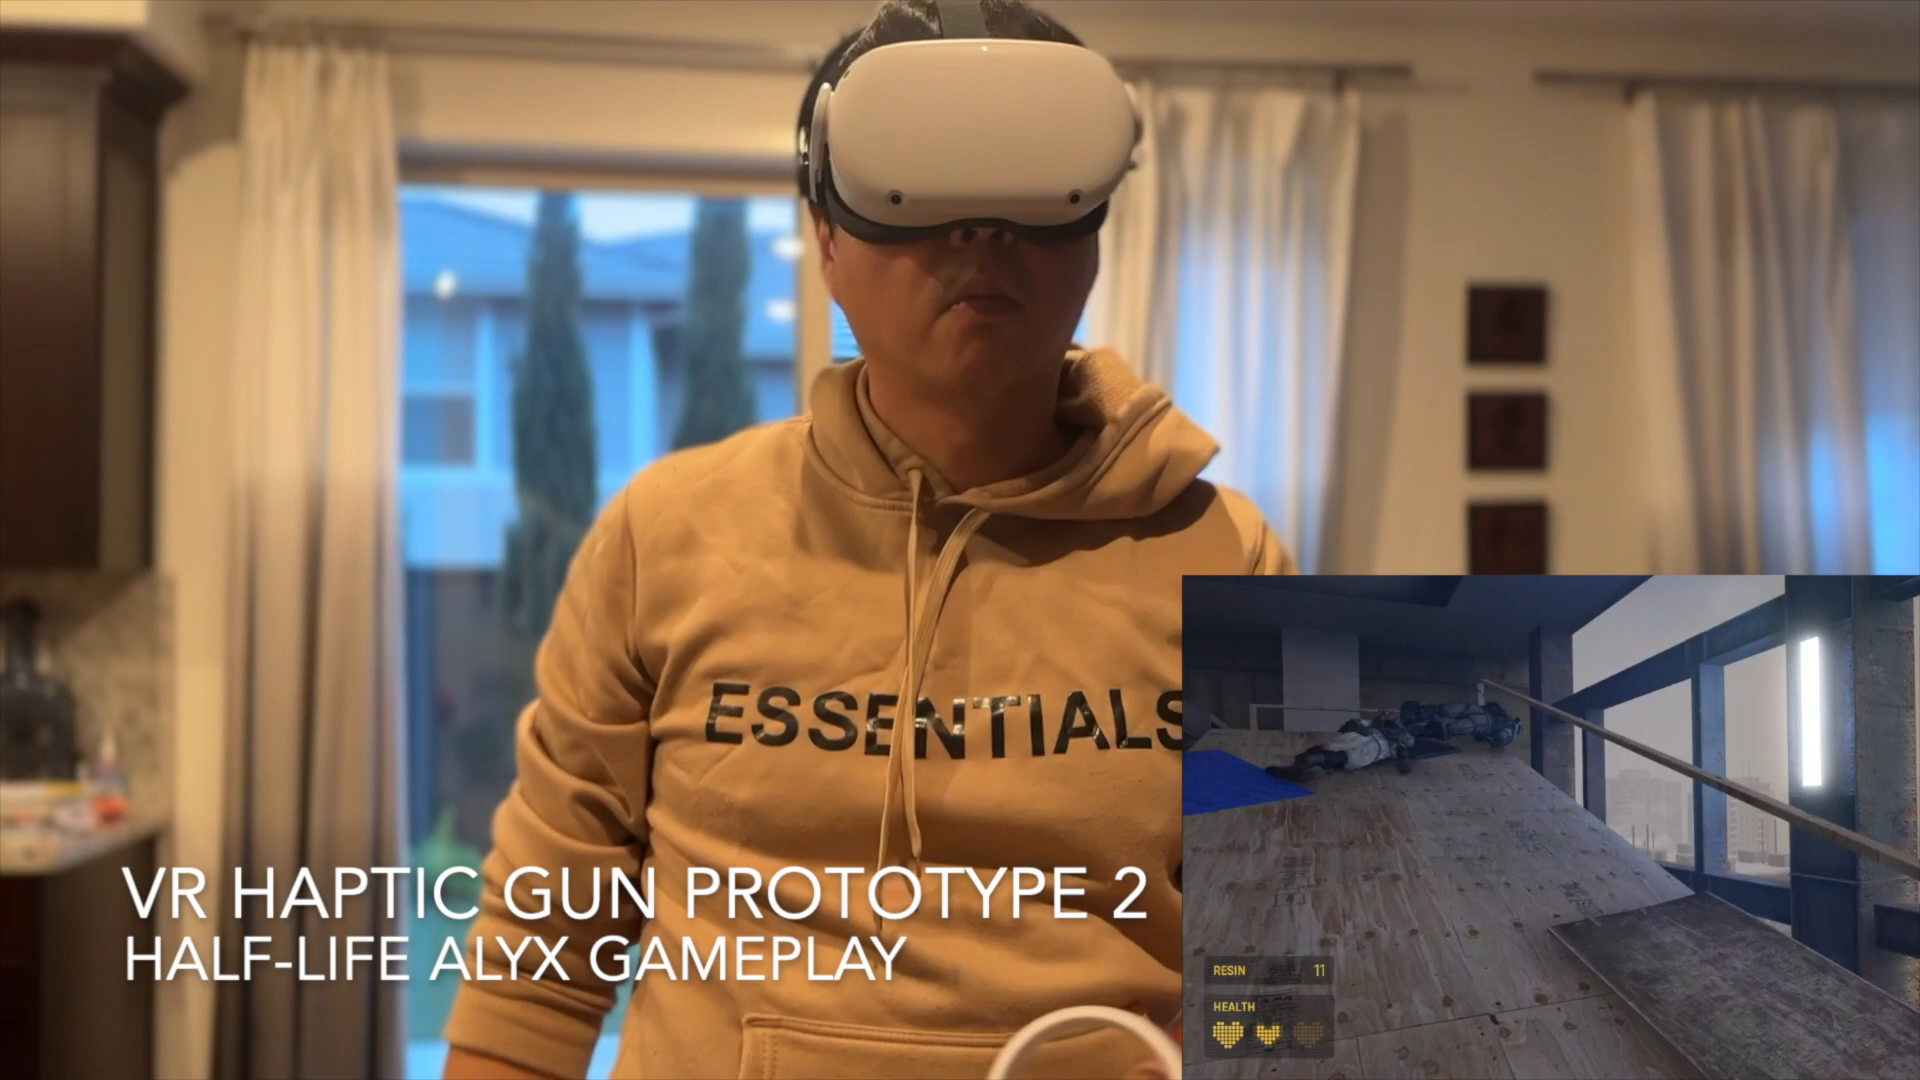 ESSENTIALS
VR HAPTIC GUN PROTOTYPE 2
HALF-LIFE ALYX GAMEPLAY
RESIN 11
HEALTH